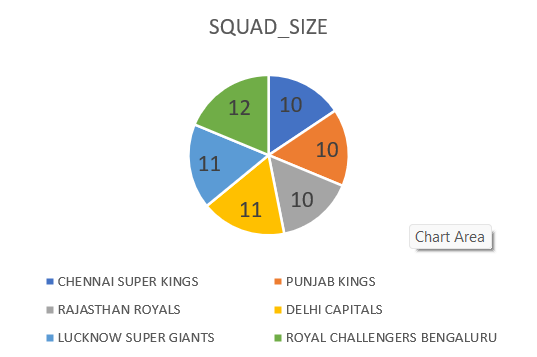 SQUAD_SIZE
12 10
11 10
11 10
Chart Area
CHENNAI SUPER KINGS PUNJAB KINGS
RAJASTHAN ROYALS DELHI CAPITALS
LUCKNOW SUPER GIANTS ROYAL CHALLENGERS BENGALURU